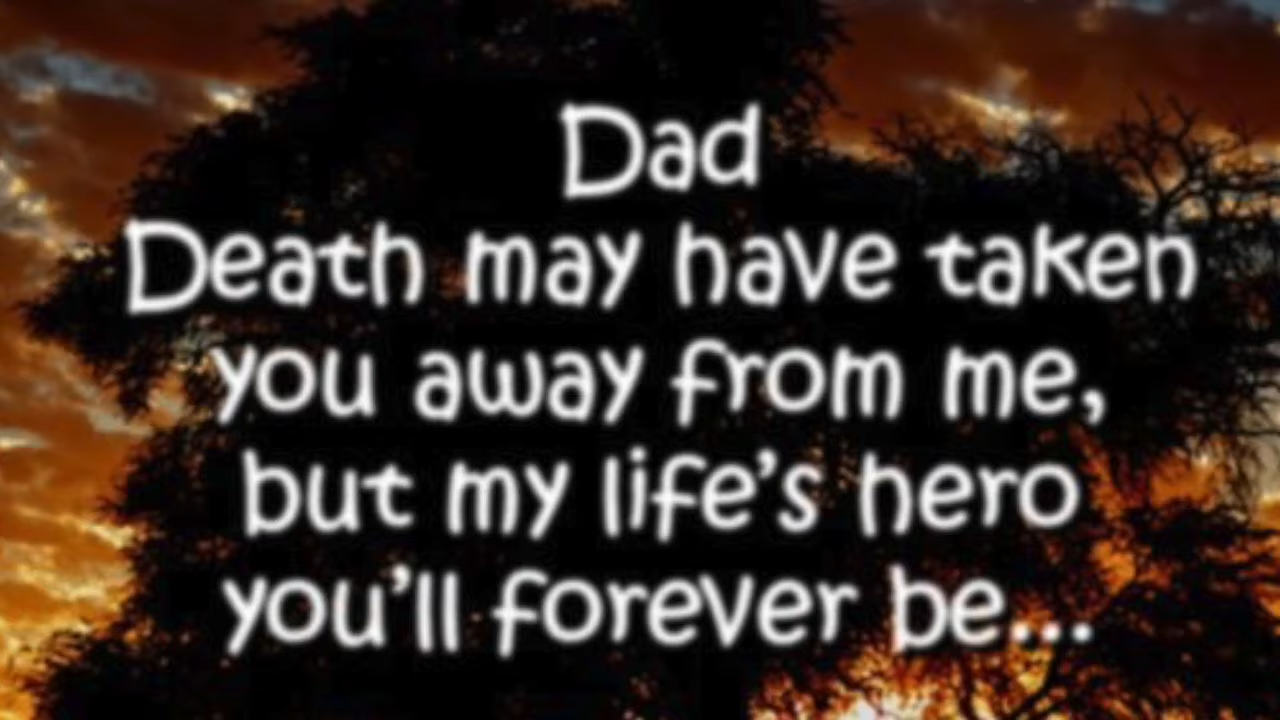 Dad
Death may have taken
you away from me,
but my life's hero
you'll forever be...